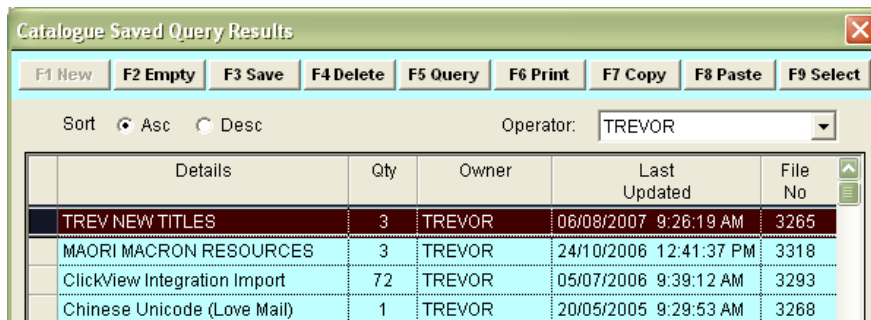 Catalogue Saved Query Results
F1 New F2 Empty F3 Save F4 Delete F5 Query F6 Print F7 Copy F8 Paste F9 Select
Sort Asc Desc Operator: TREVOR
Details Qty Owner Last Updated File No
TREV NEW TITLES 3 TREVOR 06/08/2007 9:26:19 AM 3265
MAORI MACRON RESOURCES 3 TREVOR 24/10/2006 12:41:37 PM 3318
ClickView Integration Import 72 TREVOR 05/07/2006 9:39:12 AM 3293
Chinese Unicode (Love Mail) 1 TREVOR 20/05/2005 9:29:53 AM 3268